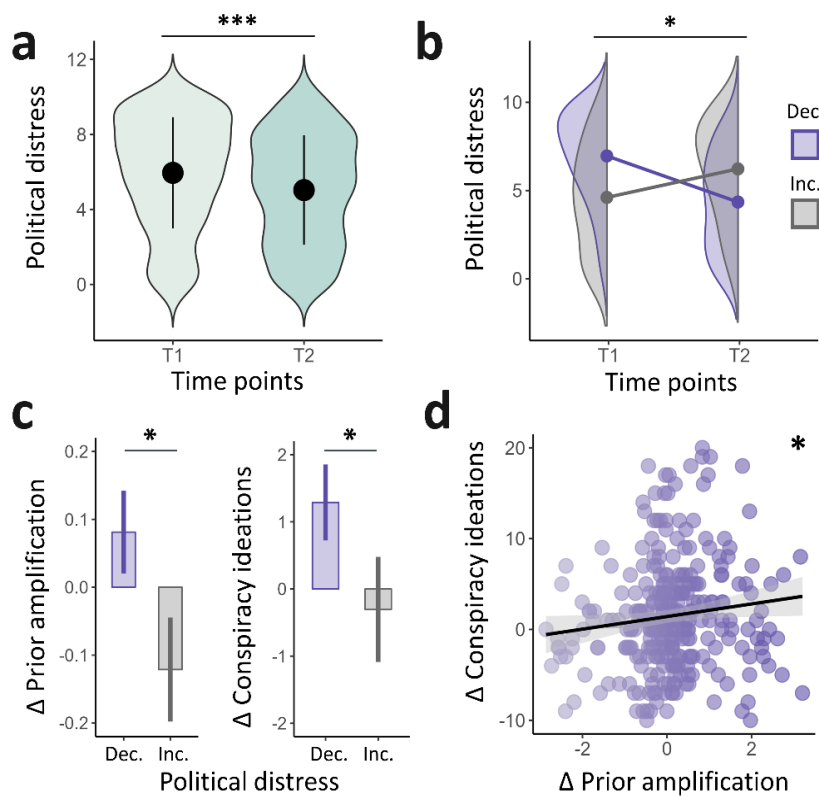 a
***
Political distress
12
8
4
0
T1
T2
Time points
b
*
Political distress
10
5
0
T1
T2
Time points
Dec.
Inc.
c
*
Δ Prior amplification
0.2
0.1
0.0
-0.1
-0.2
Dec.
Inc.
*
Δ Conspiracy ideations
2
1
0
-1
-2
Dec.
Inc.
Political distress
d
*
Δ Conspiracy ideations
20
10
0
-10
-2
0
2
Δ Prior amplification